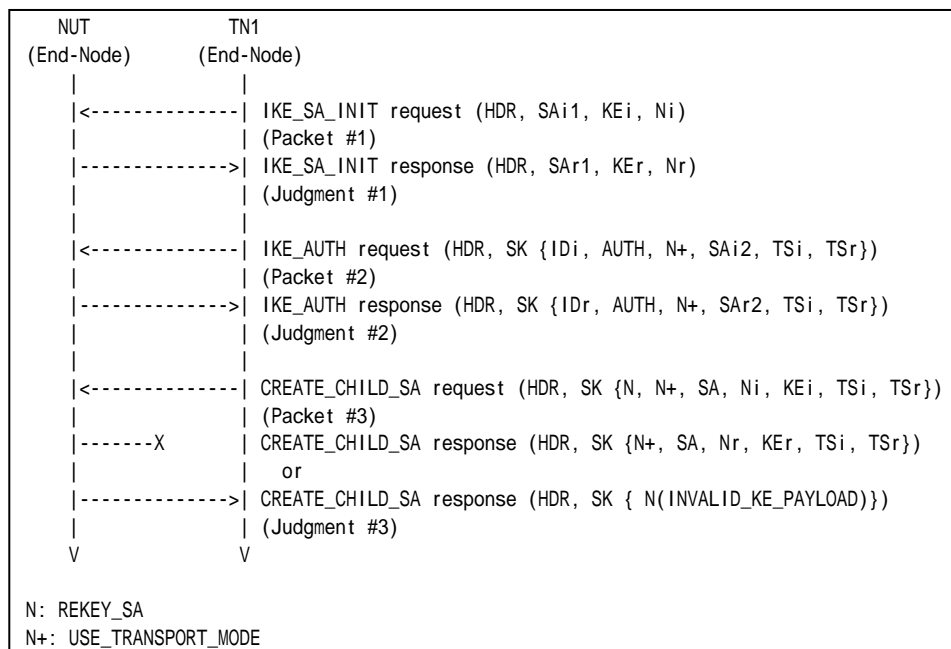 NUT TN1
(End-Node) (End-Node)
| |
|<--------------| IKE_SA_INIT request (HDR, SAi1, KEi, Ni)
| | (Packet #1)
|-------------->| IKE_SA_INIT response (HDR, SAr1, KEr, Nr)
| | (Judgment #1)
| |
|<--------------| IKE_AUTH request (HDR, SK {IDi, AUTH, N+, SAi2, TSi, TSr})
| | (Packet #2)
|-------------->| IKE_AUTH response (HDR, SK {IDr, AUTH, N+, SAr2, TSi, TSr})
| | (Judgment #2)
| |
|<--------------| CREATE_CHILD_SA request (HDR, SK {N, N+, SA, Ni, KEi, TSi, TSr})
| | (Packet #3)
|-------X | CREATE_CHILD_SA response (HDR, SK {N+, SA, Nr, KEr, TSi, TSr})
| | or
|-------------->| CREATE_CHILD_SA response (HDR, SK { N(INVALID_KE_PAYLOAD)})
| | (Judgment #3)
V V
N: REKEY_SA
N+: USE_TRANSPORT_MODE